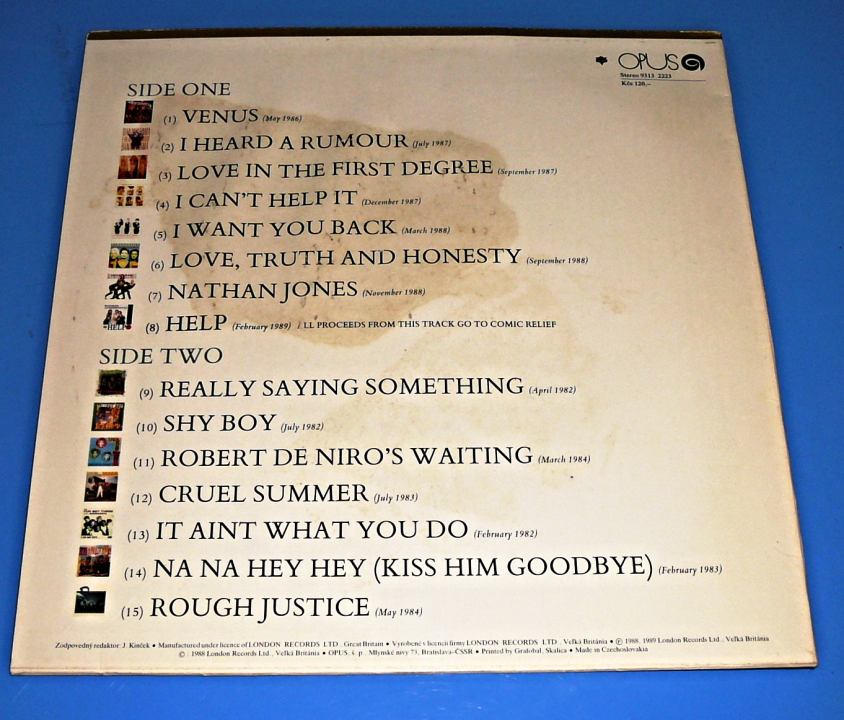 OPUS
Stereo 9313 2223
Kčs 120,–
SIDE ONE
(1) VENUS (May 1986)
(2) I HEARD A RUMOUR (July 1987)
(3) LOVE IN THE FIRST DEGREE (September 1987)
(4) I CAN'T HELP IT (December 1987)
(5) I WANT YOU BACK (March 1988)
(6) LOVE, TRUTH AND HONESTY (September 1988)
(7) NATHAN JONES (November 1988)
(8) HELP (February 1989) ALL PROCEEDS FROM THIS TRACK GO TO COMIC RELIEF
SIDE TWO
(9) REALLY SAYING SOMETHING (April 1982)
(10) SHY BOY (July 1982)
(11) ROBERT DE NIRO'S WAITING (March 1984)
(12) CRUEL SUMMER (July 1983)
(13) IT AINT WHAT YOU DO (February 1982)
(14) NA NA HEY HEY (KISS HIM GOODBYE) (February 1983)
(15) ROUGH JUSTICE (May 1984)
Zodpovedný redaktor: J. Kinček • Manufactured under licence of LONDON RECORDS LTD., Great Britain • Vyrobené v licencii firmy LONDON RECORDS LTD., Veľká Británia • ℗ 1988, 1989 London Records Ltd., Veľká Británia
© 1988 London Records Ltd., Veľká Británia • OPUS, č. p., Mlynské nivy 73, Bratislava-ČSSR • Printed by Grafobal, Skalica • Made in Czechoslovakia